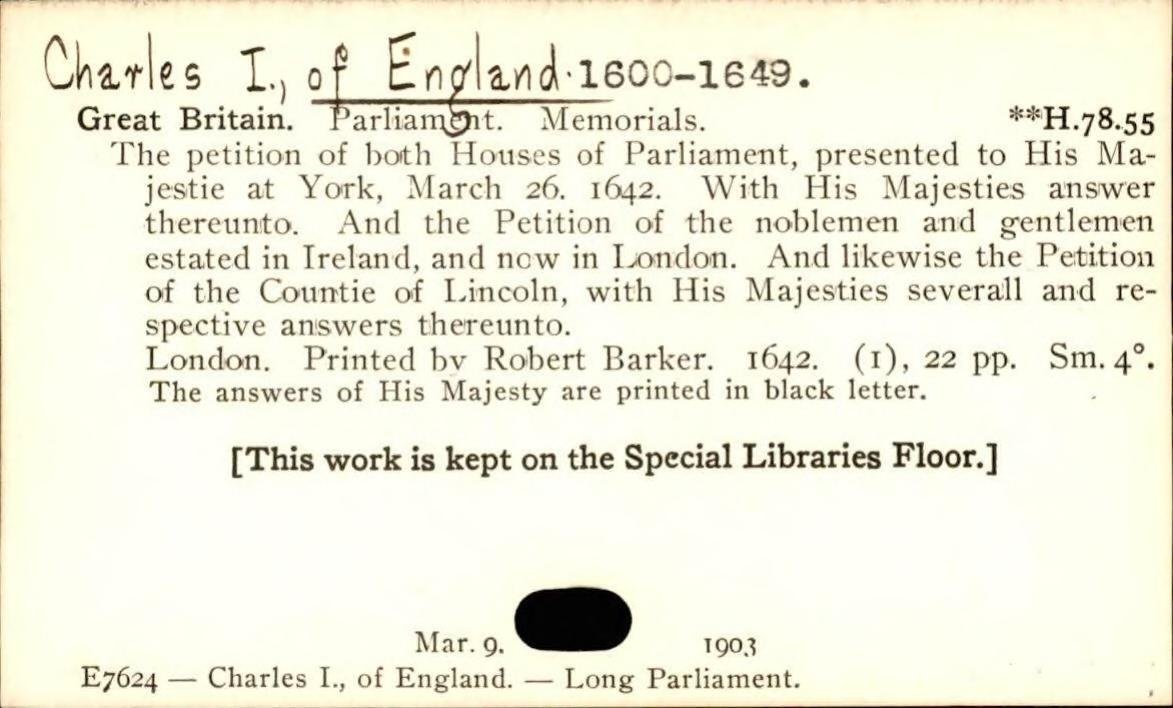 Charles I., of England. 1600-1649.
Great Britain. Parliament. Memorials. **H.78.55
The petition of both Houses of Parliament, presented to His Ma-
jestie at York, March 26. 1642. With His Majesties answer
thereunto. And the Petition of the noblemen and gentlemen
estated in Ireland, and now in London. And likewise the Petition
of the Countie of Lincoln, with His Majesties severall and re-
spective answers thereunto.
London. Printed by Robert Barker. 1642. (1), 22 pp. Sm. 4°.
The answers of His Majesty are printed in black letter.
[This work is kept on the Special Libraries Floor.]
Mar. 9. 1903
E7624 — Charles I., of England. — Long Parliament.